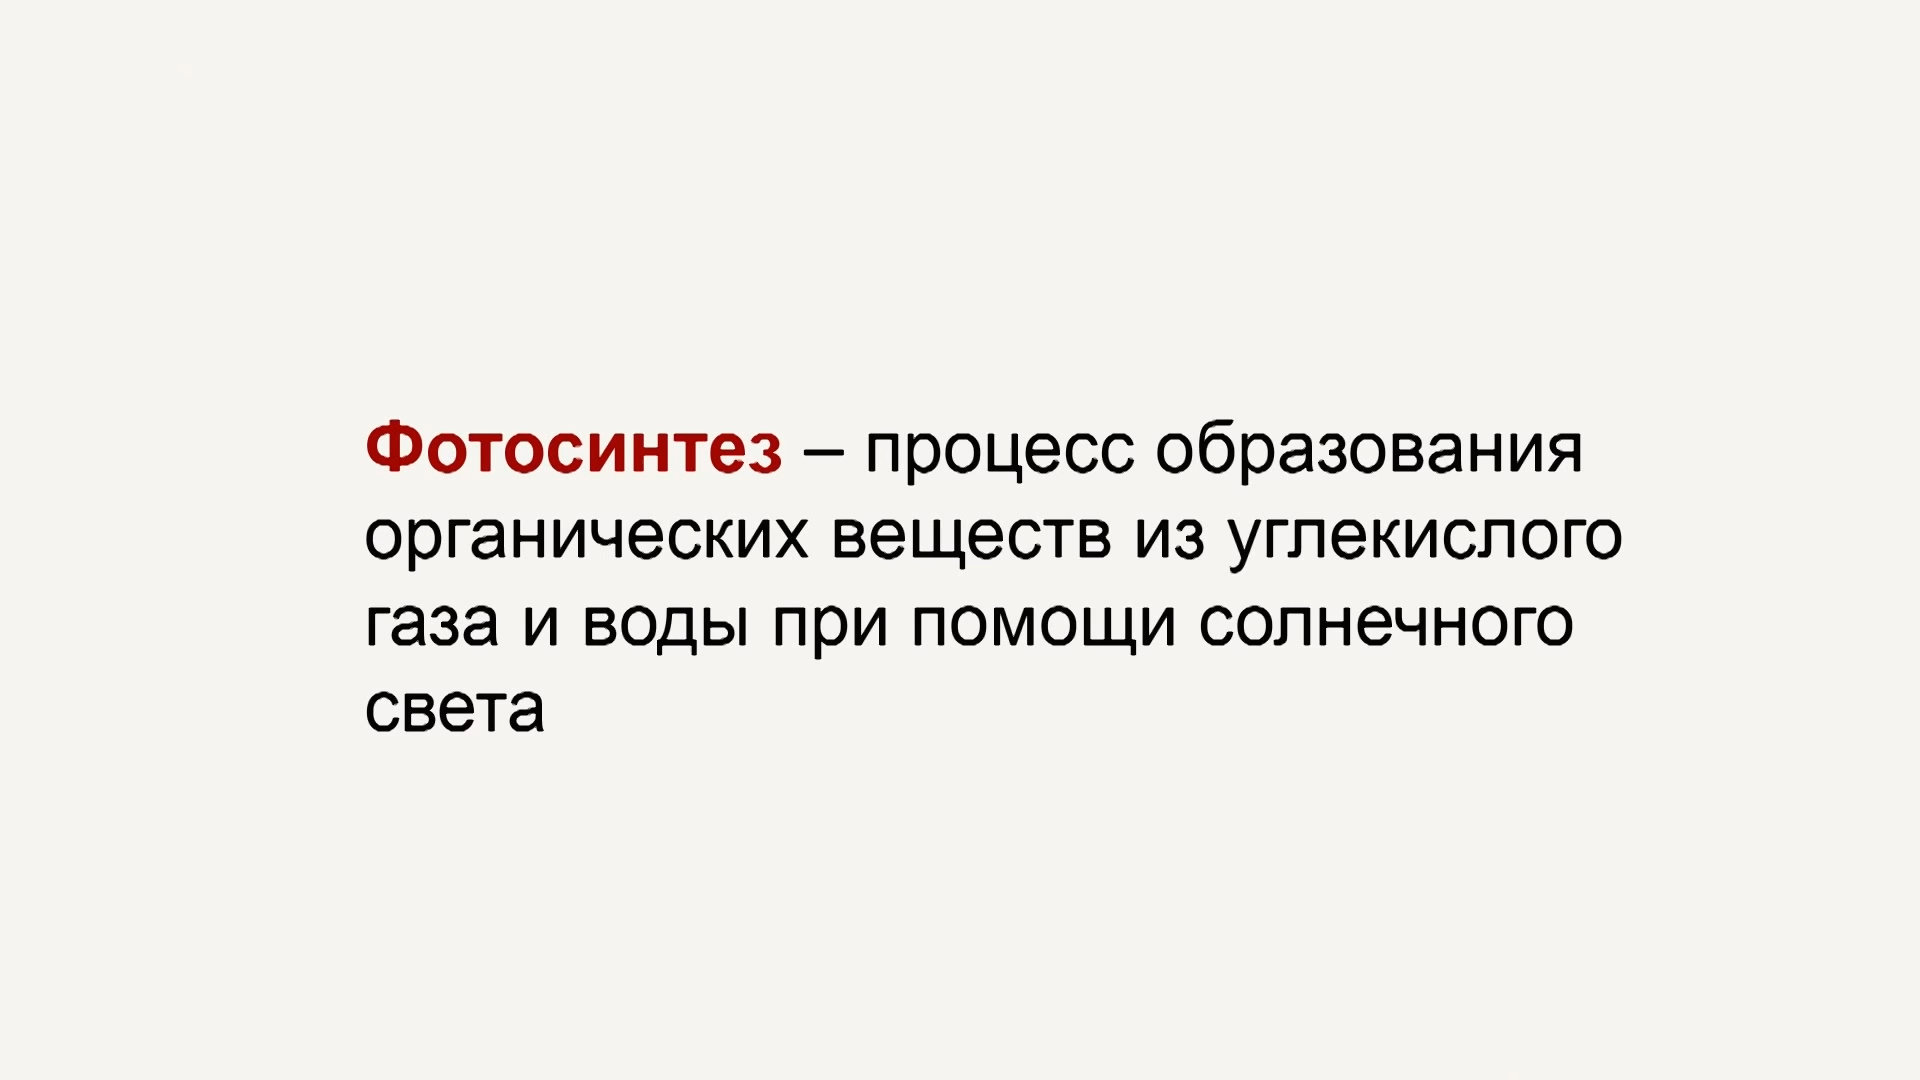 Фотосинтез – процесс образования
органических веществ из углекислого
газа и воды при помощи солнечного
света